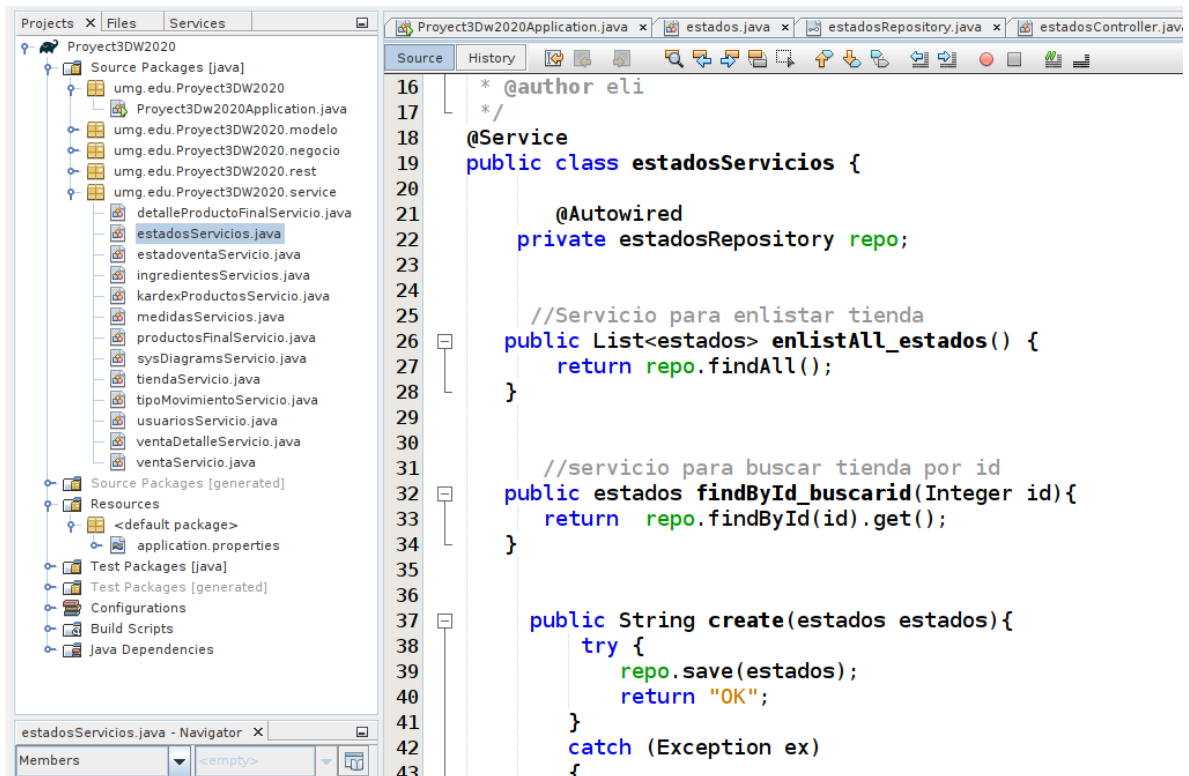 Projects Files Services
Proyect3DW2020
Source Packages [java]
umg.edu.Proyect3DW2020
Proyect3Dw2020Application.java
umg.edu.Proyect3DW2020.modelo
umg.edu.Proyect3DW2020.negocio
umg.edu.Proyect3DW2020.rest
umg.edu.Proyect3DW2020.service
detalleProductoFinalServicio.java
estadosServicios.java
estadoventaServicio.java
ingredientesServicios.java
kardexProductosServicio.java
medidasServicios.java
productosFinalServicio.java
sysDiagramsServicio.java
tiendaServicio.java
tipoMovimientoServicio.java
usuariosServicio.java
ventaDetalleServicio.java
ventaServicio.java
Source Packages [generated]
Resources
<default package>
application.properties
Test Packages [java]
Test Packages [generated]
Configurations
Build Scripts
Java Dependencies
estadosServicios.java - Navigator
Members <empty>
Proyect3Dw2020Application.java estados.java estadosRepository.java estadosController.jav
Source History
16 * @author eli
17 */
18 @Service
19 public class estadosServicios {
20
21 @Autowired
22 private estadosRepository repo;
23
24
25 //Servicio para enlistar tienda
26 public List<estados> enlistAll_estados() {
27 return repo.findAll();
28 }
29
30
31 //servicio para buscar tienda por id
32 public estados findById_buscarid(Integer id){
33 return repo.findById(id).get();
34 }
35
36
37 public String create(estados estados){
38 try {
39 repo.save(estados);
40 return "OK";
41 }
42 catch (Exception ex)
43 {